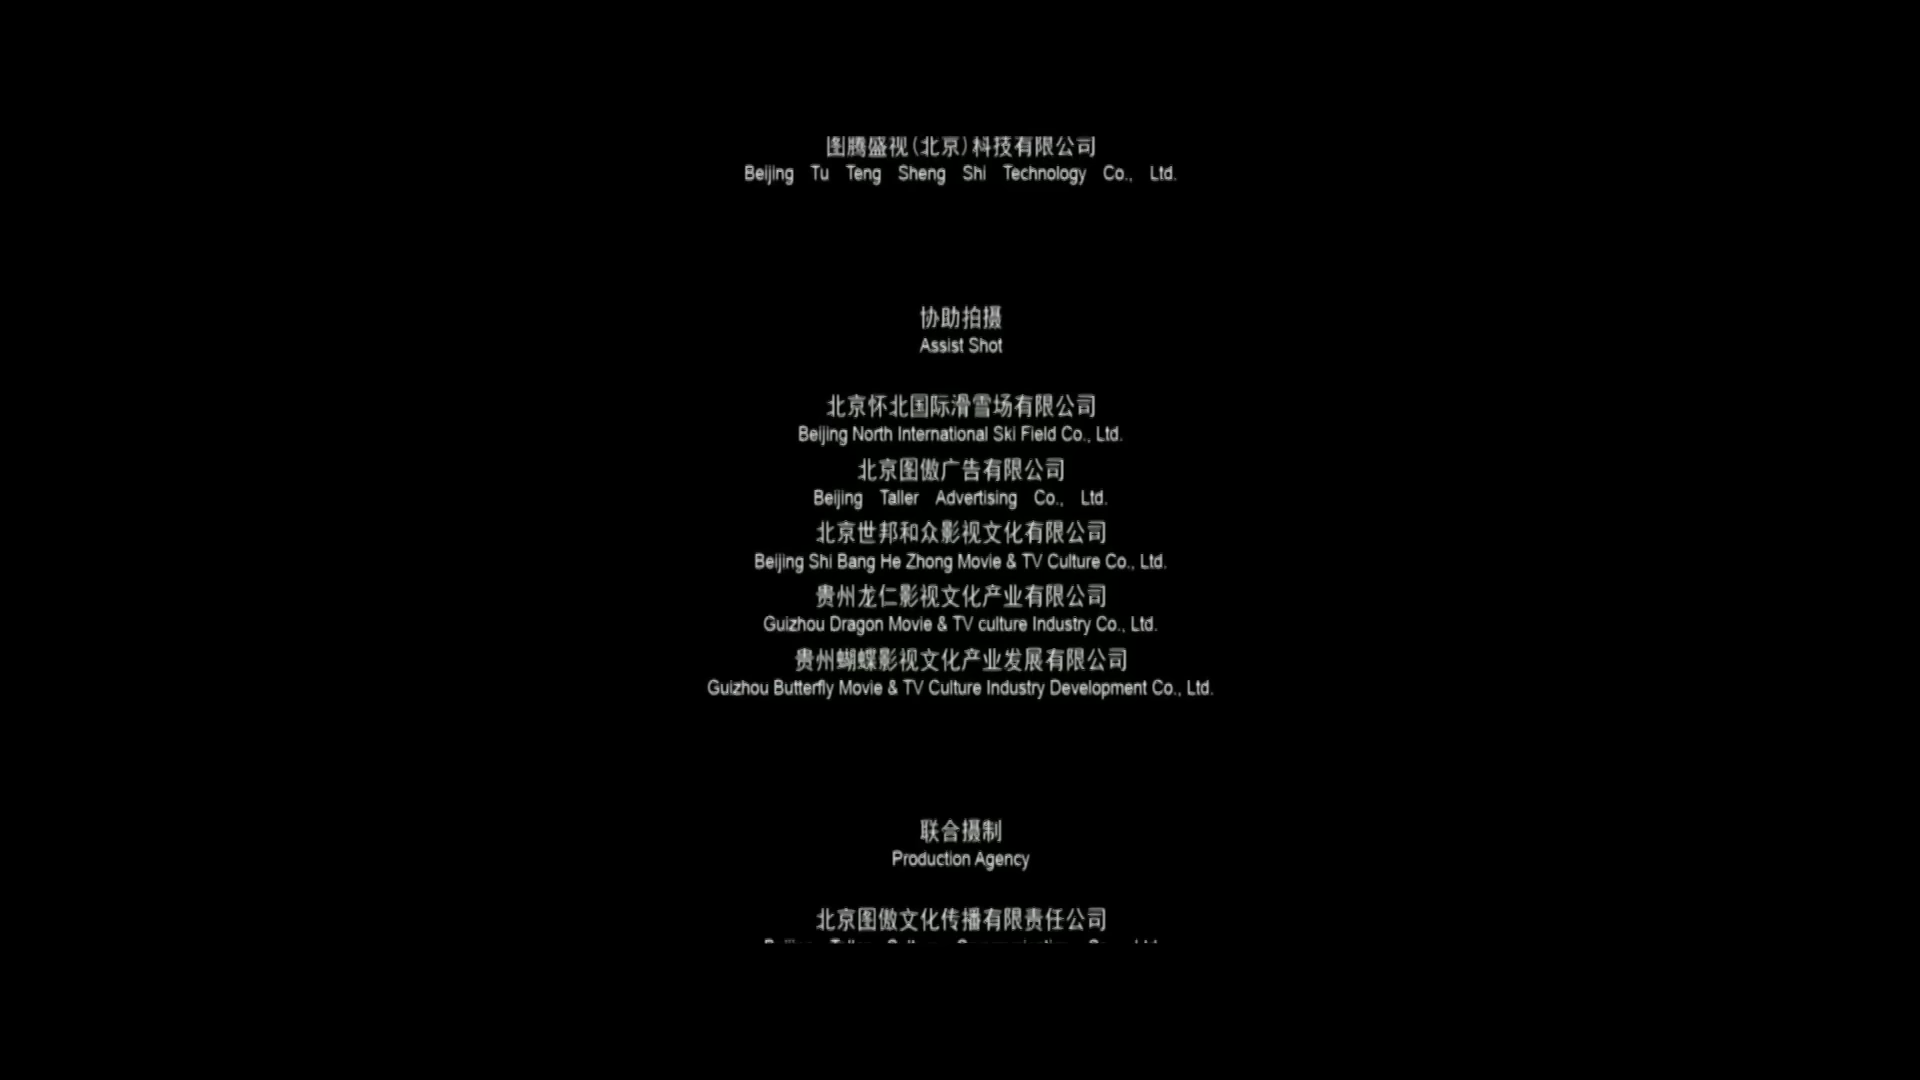 图腾盛视(北京)科技有限公司
Beijing Tu Teng Sheng Shi Technology Co., Ltd.
协助拍摄
Assist Shot
北京怀北国际滑雪场有限公司
Beijing North International Ski Field Co., Ltd.
北京图傲广告有限公司
Beijing Taller Advertising Co., Ltd.
北京世邦和众影视文化有限公司
Beijing Shi Bang He Zhong Movie & TV Culture Co., Ltd.
贵州龙仁影视文化产业有限公司
Guizhou Dragon Movie & TV culture Industry Co., Ltd.
贵州蝴蝶影视文化产业发展有限公司
Guizhou Butterfly Movie & TV Culture Industry Development Co., Ltd.
联合摄制
Production Agency
北京图傲文化传播有限责任公司